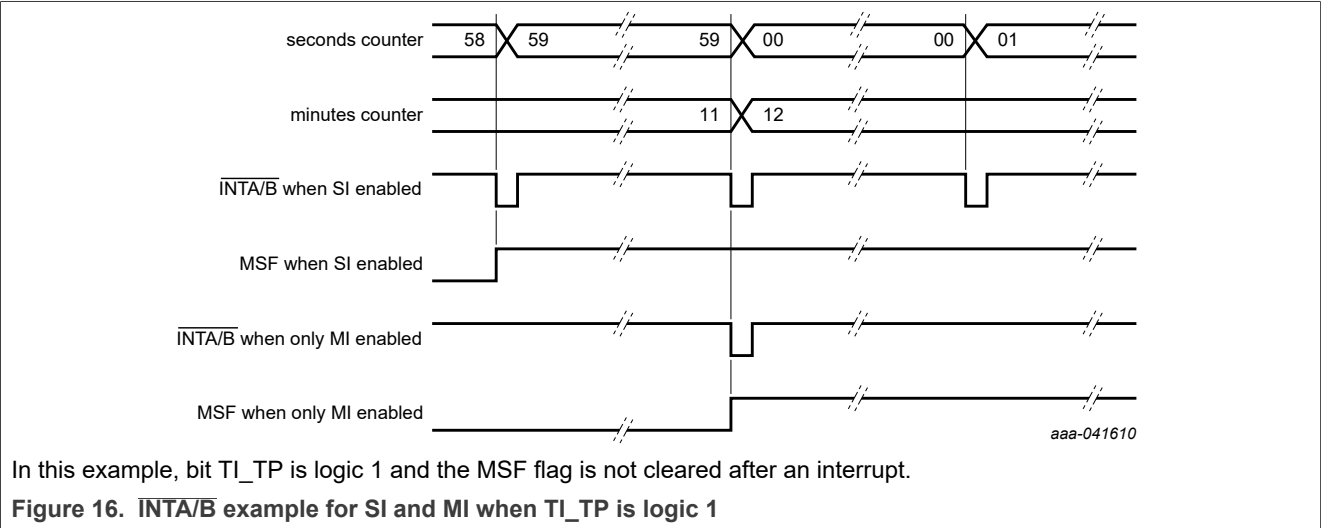 seconds counter 58 59 59 00 00 01
minutes counter 11 12
INTA/B when SI enabled
MSF when SI enabled
INTA/B when only MI enabled
MSF when only MI enabled
aaa-041610
In this example, bit TI_TP is logic 1 and the MSF flag is not cleared after an interrupt.
Figure 16. INTA/B example for SI and MI when TI_TP is logic 1